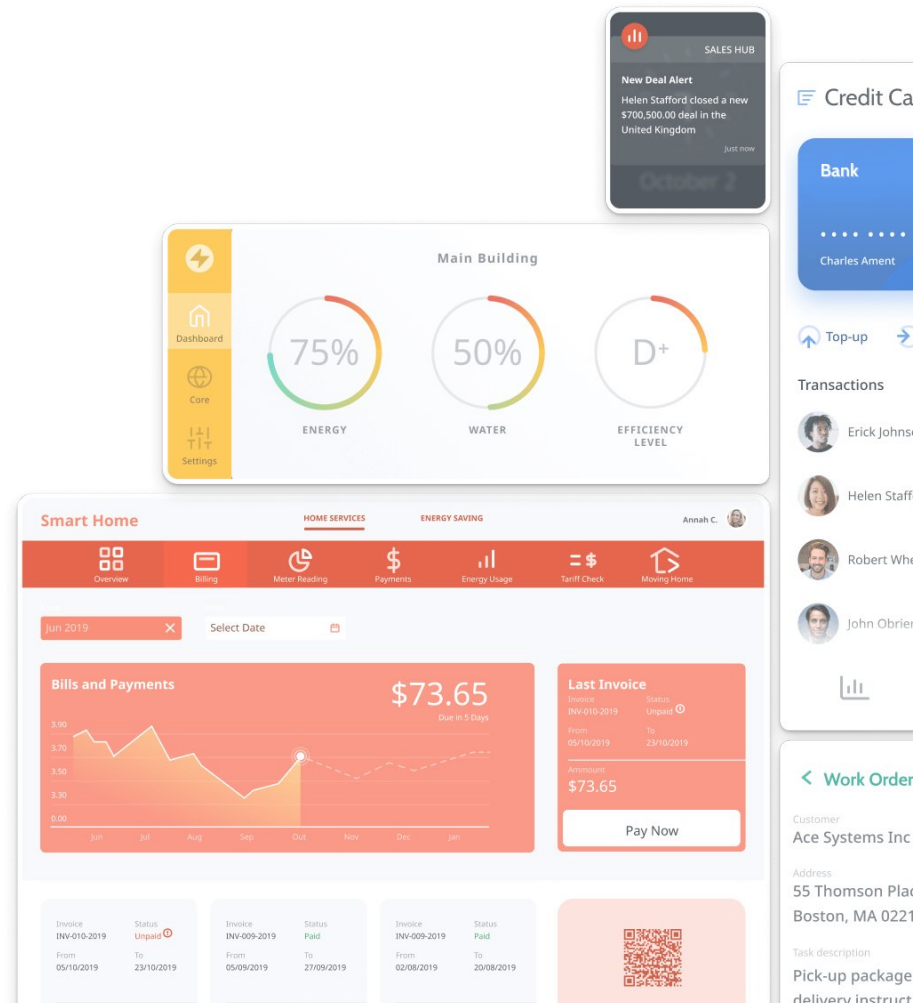 SALES HUB
New Deal Alert
Helen Stafford closed a new
$700,500.00 deal in the
United Kingdom
Just now
October 2
Credit Ca
Bank
Charles Ament
Top-up
Transactions
Erick Johnso
Helen Staff
Robert Whe
John Obrien
Main Building
Dashboard
Core
Settings
75%
50%
D+
ENERGY
WATER
EFFICIENCY
LEVEL
Smart Home
HOME SERVICES
ENERGY SAVING
Annah C.
Overview
Billing
Meter Reading
Payments
Energy Usage
Tariff Check
Moving Home
Jun 2019
Select Date
Bills and Payments
$73.65
Due in 5 Days
3.90
3.70
3.50
3.30
0.00
Jun Jul Aug Sep Out Nov Dec Jan
Last Invoice
Invoice Status
INV-010-2019 Unpaid
From To
05/10/2019 23/10/2019
Ammount
$73.65
Pay Now
Invoice Status
INV-010-2019 Unpaid
From To
05/10/2019 23/10/2019
Invoice Status
INV-009-2019 Paid
From To
05/09/2019 27/09/2019
Invoice Status
INV-009-2019 Paid
From To
02/08/2019 20/08/2019
Work Order
Customer
Ace Systems Inc
Address
55 Thomson Plac
Boston, MA 0221
Task description
Pick-up package
delivery instruct